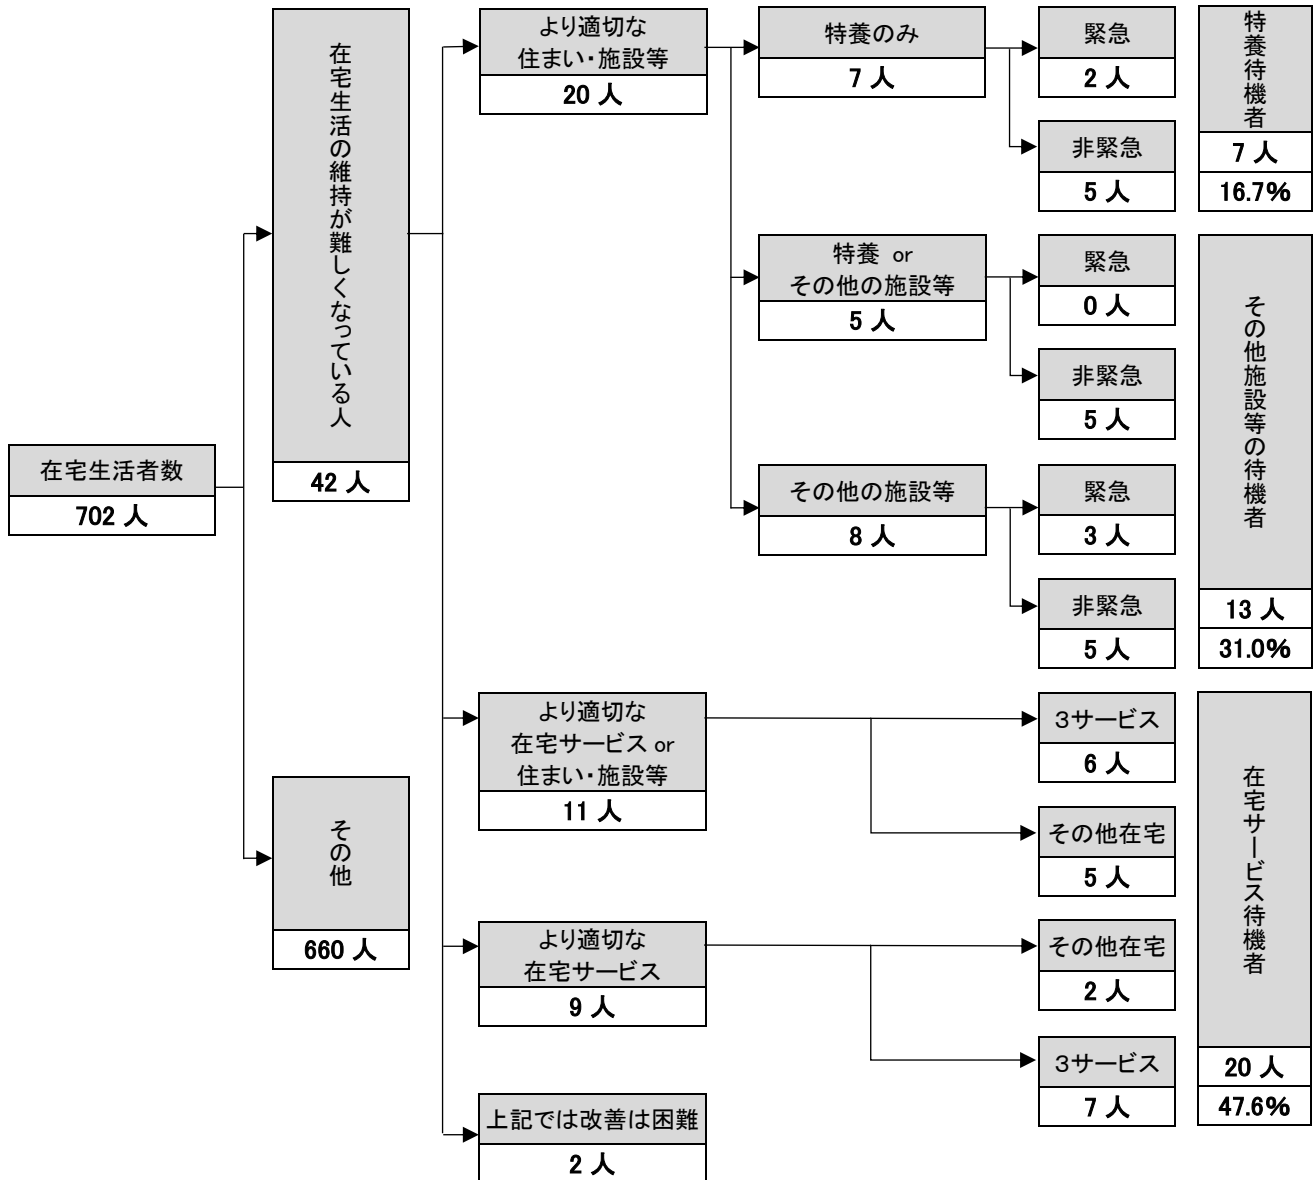 在宅生活者数
702 人
在宅生活の維持が難しくなっている人
42 人
その他
660 人
より適切な
住まい・施設等
20 人
特養のみ
7 人
緊急
2 人
非緊急
5 人
特養 or
その他の施設等
5 人
緊急
0 人
非緊急
5 人
その他の施設等
8 人
緊急
3 人
非緊急
5 人
より適切な
在宅サービス or
住まい・施設等
11 人
3サービス
6 人
その他在宅
5 人
より適切な
在宅サービス
9 人
その他在宅
2 人
3サービス
7 人
上記では改善は困難
2 人
特養待機者
7 人
16.7%
その他施設等の待機者
13 人
31.0%
在宅サービス待機者
20 人
47.6%